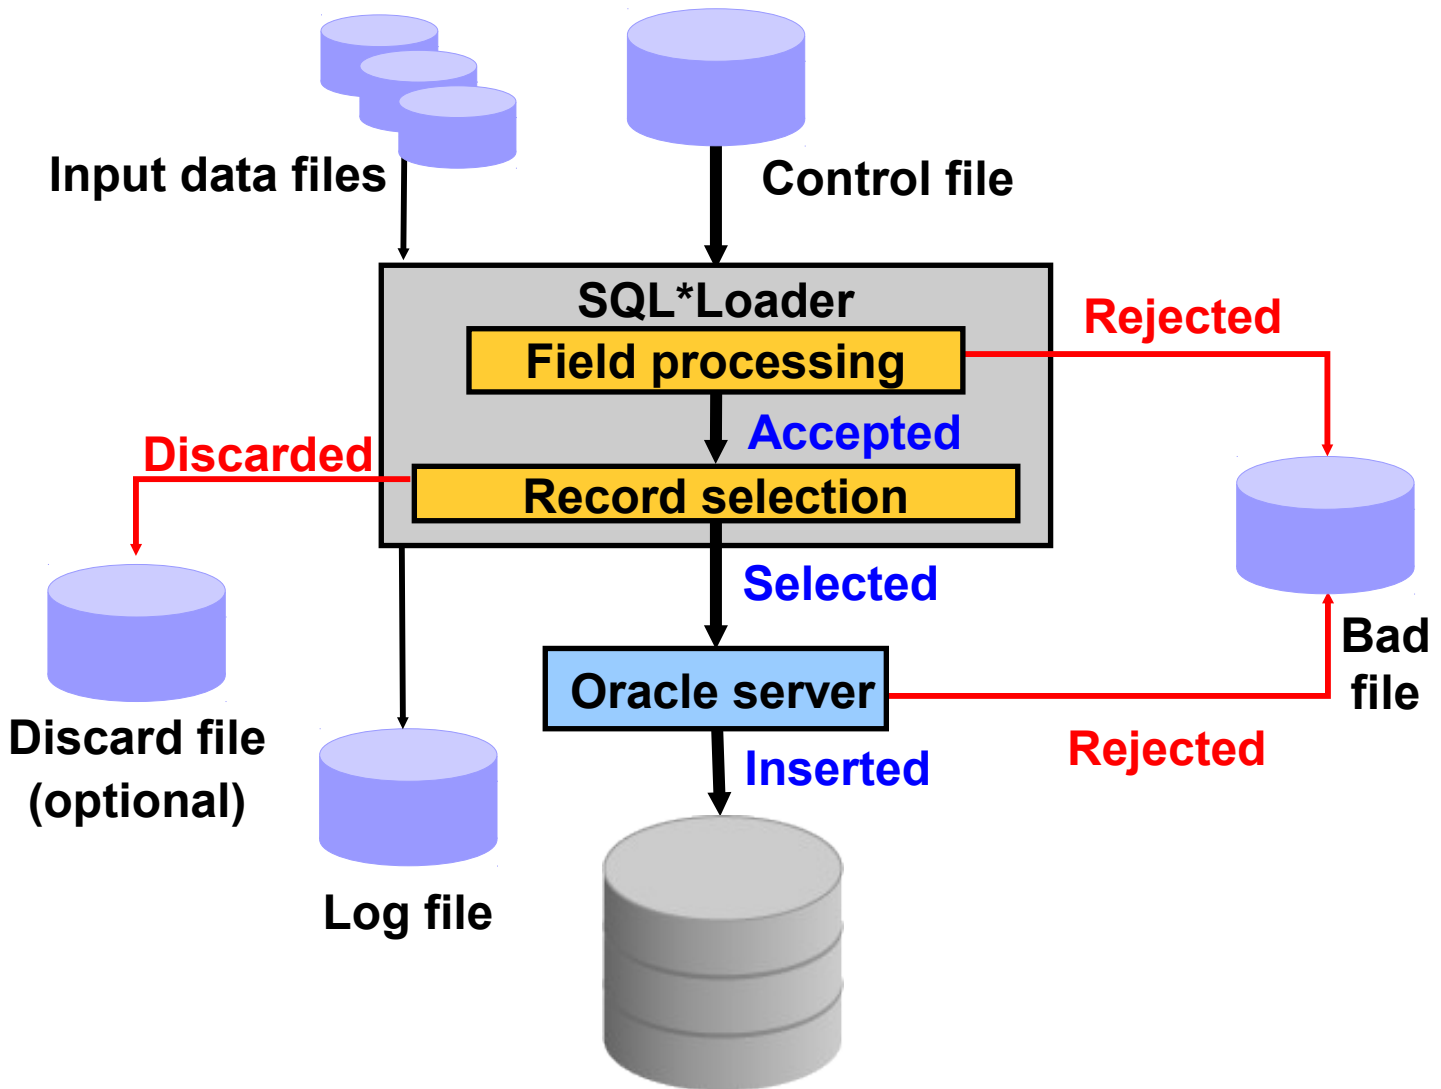 Input data files
Control file
SQL*Loader
Rejected
Field processing
Accepted
Discarded
Record selection
Selected
Bad
file
Oracle server
Discard file
(optional)
Rejected
Inserted
Log file